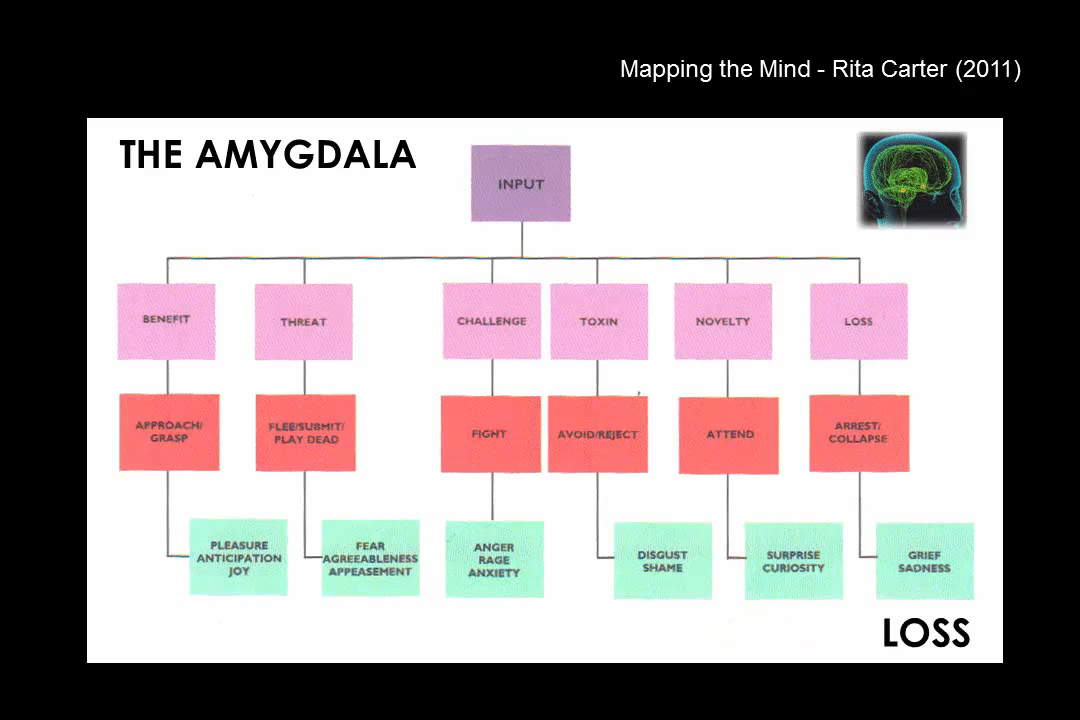 Mapping the Mind - Rita Carter (2011)
THE AMYGDALA
INPUT
BENEFIT
THREAT
CHALLENGE
TOXIN
NOVELTY
LOSS
APPROACH/
GRASP
FLEE/SUBMIT/
PLAY DEAD
FIGHT
AVOID/REJECT
ATTEND
ARREST/
COLLAPSE
PLEASURE
ANTICIPATION
JOY
FEAR
AGREEABLENESS
APPEASEMENT
ANGER
RAGE
ANXIETY
DISGUST
SHAME
SURPRISE
CURIOSITY
GRIEF
SADNESS
LOSS